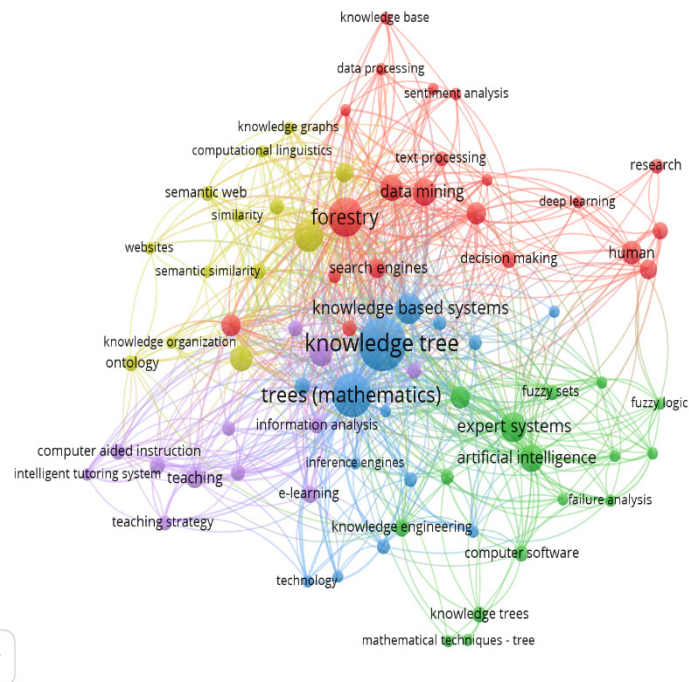 knowledge base
data processing
sentiment analysis
knowledge graphs
computational linguistics
text processing
research
semantic web
data mining
deep learning
similarity
forestry
websites
human
decision making
semantic similarity
search engines
knowledge based systems
knowledge organization
knowledge tree
ontology
trees (mathematics)
fuzzy sets
fuzzy logic
information analysis
expert systems
computer aided instruction
artificial intelligence
inference engines
intelligent tutoring system
teaching
e-learning
failure analysis
teaching strategy
knowledge engineering
computer software
technology
knowledge trees
mathematical techniques - tree